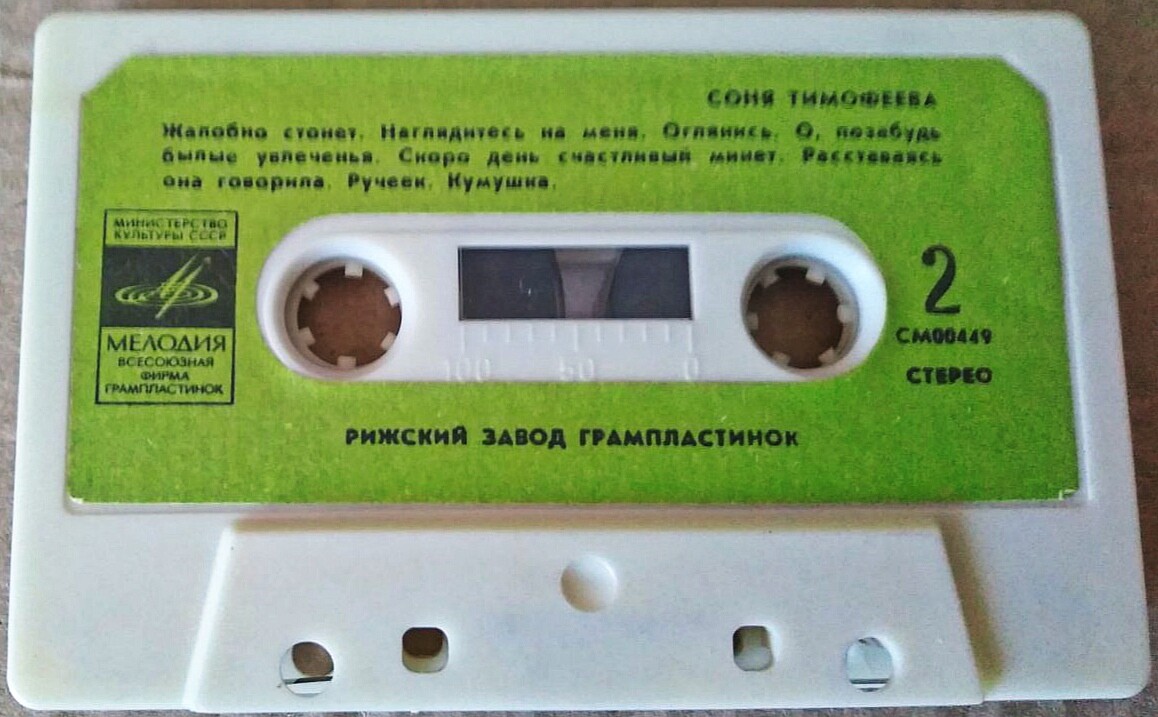 СОНЯ ТИМОФЕЕВА
Жалобно стонет. Наглядитесь на меня. Оглянись. О, позабудь
былые увлеченья. Скоро день счастливый минет. Расставаясь
она говорила. Ручеек. Кумушка.
МИНИСТЕРСТВО
КУЛЬТУРЫ СССР
МЕЛОДИЯ
ВСЕСОЮЗНАЯ
ФИРМА
ГРАМПЛАСТИНОК
2
СМ00449
СТЕРЕО
100 50 0
РИЖСКИЙ ЗАВОД ГРАМПЛАСТИНОК